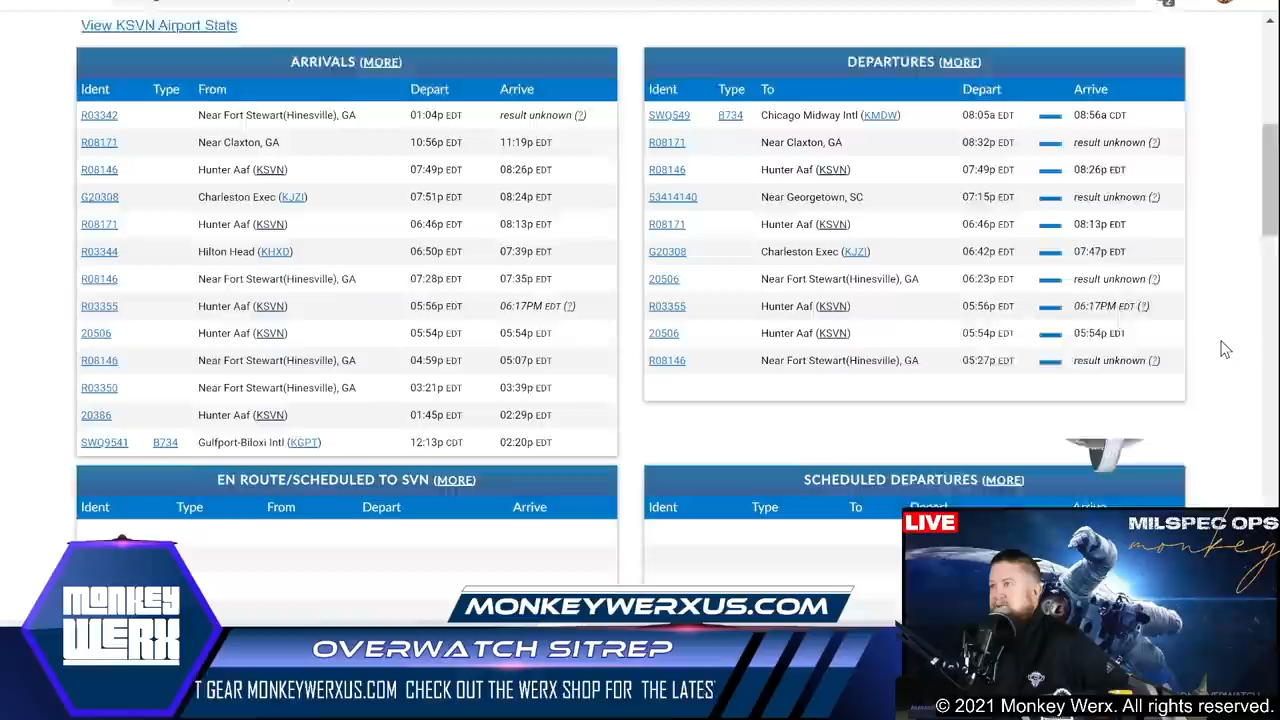 View KSVN Airport Stats
ARRIVALS (MORE)
Ident Type From Depart Arrive
R03342 Near Fort Stewart(Hinesville), GA 01:04p EDT result unknown (?)
R08171 Near Claxton, GA 10:56p EDT 11:19p EDT
R08146 Hunter Aaf (KSVN) 07:49p EDT 08:26p EDT
G20308 Charleston Exec (KJZI) 07:51p EDT 08:24p EDT
R08171 Hunter Aaf (KSVN) 06:46p EDT 08:13p EDT
R03344 Hilton Head (KHXD) 06:50p EDT 07:39p EDT
R08146 Near Fort Stewart(Hinesville), GA 07:28p EDT 07:35p EDT
R03355 Hunter Aaf (KSVN) 05:56p EDT 06:17PM EDT (?)
20506 Hunter Aaf (KSVN) 05:54p EDT 05:54p EDT
R08146 Near Fort Stewart(Hinesville), GA 04:59p EDT 05:07p EDT
R03350 Near Fort Stewart(Hinesville), GA 03:21p EDT 03:39p EDT
20386 Hunter Aaf (KSVN) 01:45p EDT 02:29p EDT
SWQ9541 B734 Gulfport-Biloxi Intl (KGPT) 12:13p CDT 02:20p EDT
DEPARTURES (MORE)
Ident Type To Depart Arrive
SWQ549 B734 Chicago Midway Intl (KMDW) 08:05a EDT 08:56a CDT
R08171 Near Claxton, GA 08:32p EDT result unknown (?)
R08146 Hunter Aaf (KSVN) 07:49p EDT 08:26p EDT
53414140 Near Georgetown, SC 07:15p EDT result unknown (?)
R08171 Hunter Aaf (KSVN) 06:46p EDT 08:13p EDT
G20308 Charleston Exec (KJZI) 06:42p EDT 07:47p EDT
20506 Near Fort Stewart(Hinesville), GA 06:23p EDT result unknown (?)
R03355 Hunter Aaf (KSVN) 05:56p EDT 06:17PM EDT (?)
20506 Hunter Aaf (KSVN) 05:54p EDT 05:54p EDT
R08146 Near Fort Stewart(Hinesville), GA 05:27p EDT result unknown (?)
EN ROUTE/SCHEDULED TO SVN (MORE)
Ident Type From Depart Arrive
SCHEDULED DEPARTURES (MORE)
Ident Type To Depart Arrive
LIVE
MILSPEC OPS
monkey
MONKEY
WERX
MONKEYWERXUS.COM
OVERWATCH SITREP
T GEAR MONKEYWERXUS.COM CHECK OUT THE WERX SHOP FOR THE LATES
© 2021 Monkey Werx. All rights reserved.